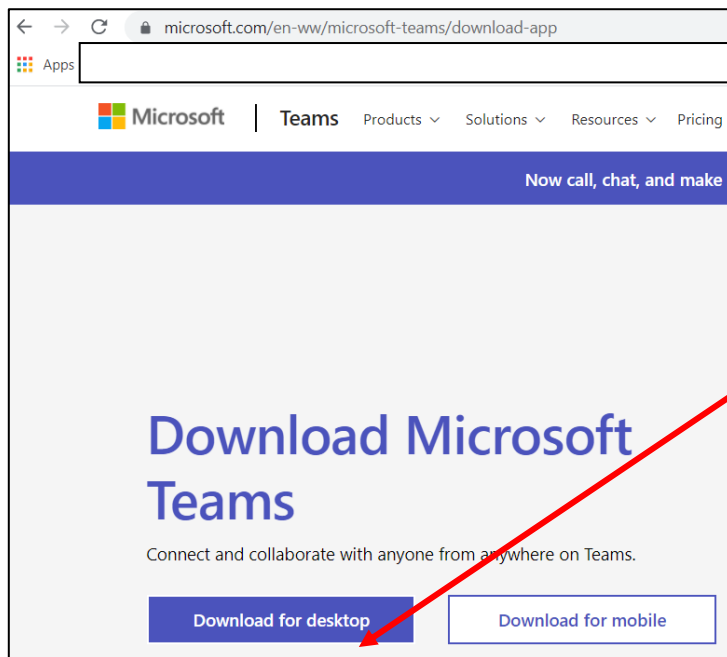 microsoft.com/en-ww/microsoft-teams/download-app
Apps
Microsoft Teams Products Solutions Resources Pricing
Now call, chat, and make
Download Microsoft
Teams
Connect and collaborate with anyone from anywhere on Teams.
Download for desktop Download for mobile